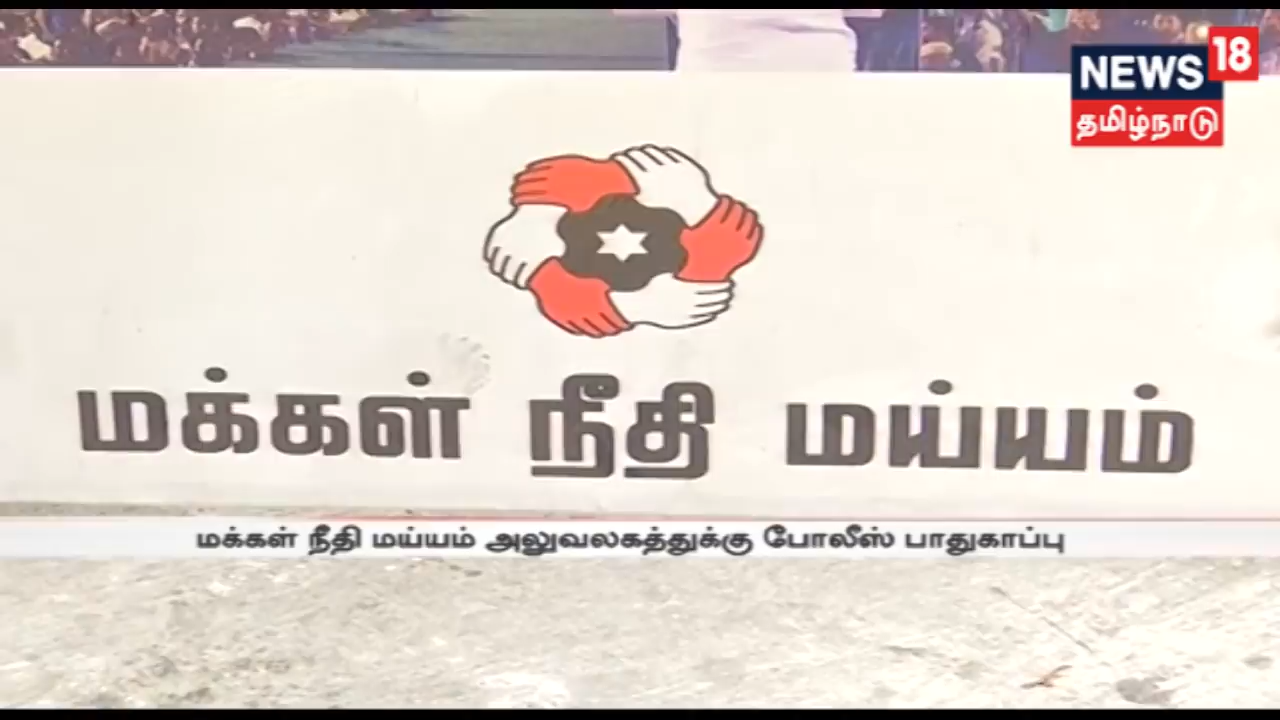 NEWS 18
தமிழ்நாடு
மக்கள் நீதி மய்யம்
மக்கள் நீதி மய்யம் அலுவலகத்துக்கு போலீஸ் பாதுகாப்பு